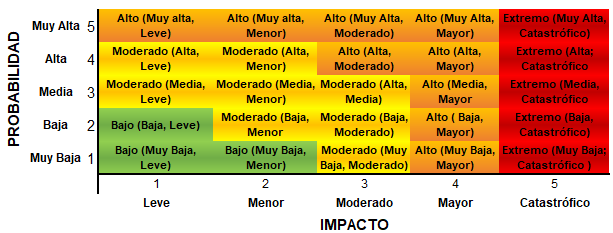 PROBABILIDAD
Muy Alta 5 Alto (Muy alta, Leve) Alto (Muy alta, Menor) Alto (Muy Alta, Moderado) Alto (Muy Alta, Mayor) Extremo (Muy Alta, Catastrófico)
Alta 4 Moderado (Alta, Leve) Moderado (Alta, Menor) Alto (Alta, Moderado) Alto (Alta, Mayor) Extremo (Alta, Catastrófico
Media 3 Moderado (Media, Leve) Moderado (Media, Menor) Moderado (Alta, Media) Alto (Media, Mayor Extremo (Media, Catastrófico
Baja 2 Bajo (Baja, Leve) Moderado (Baja, Menor Moderado (Baja, Moderado) Alto ( Baja, Mayor) Extremo (Baja, Catastrófico)
Muy Baja 1 Bajo (Muy Baja, Leve) Bajo (Muy Baja, Menor) Moderado (Muy Baja, Moderado) Alto (Muy Baja, Mayor) Extremo (Muy Baja; Catastrófico )
1 2 3 4 5
Leve Menor Moderado Mayor Catastrófico
IMPACTO